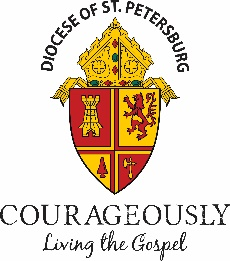 DIOCESE OF ST. PETERSBURG
COURAGEOUSLY
Living the Gospel